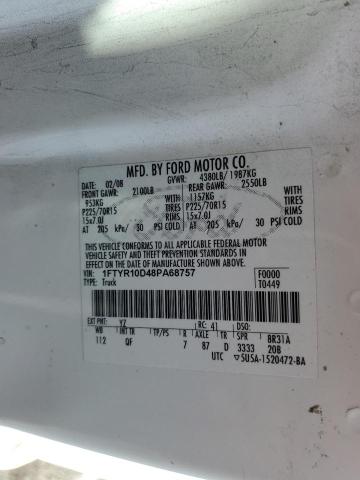 MFD. BY FORD MOTOR CO.
02/08 GVWR: 4380LB/ 1987KG
FRONT GAWR: 2100LB REAR GAWR: 2550LB
953KG TIRES 1157KG TIRES
P225/70R15 TIRES P225/70R15 TIRES
15x7.0J RIMS 15x7.0J RIMS
AT 205 kPa/ 30 PSI COLD AT 205 kPa/ 30 PSI COLD
THIS VEHICLE CONFORMS TO ALL APPLICABLE FEDERAL MOTOR
VEHICLE SAFETY AND THEFT PREVENTION STANDARDS IN
EFFECT ON THE DATE OF MANUFACTURE SHOWN ABOVE.
VIN: 1FTYR10D48PA68757 F0000
TYPE: Truck T0449
EXT PNT: YZ RC: 41 DSO:
WB INT TR TP/PS R AXLE TR SPR BR31A
112 QF 7 87 D 3333 20B
UTC 5U5A-1520472-BA